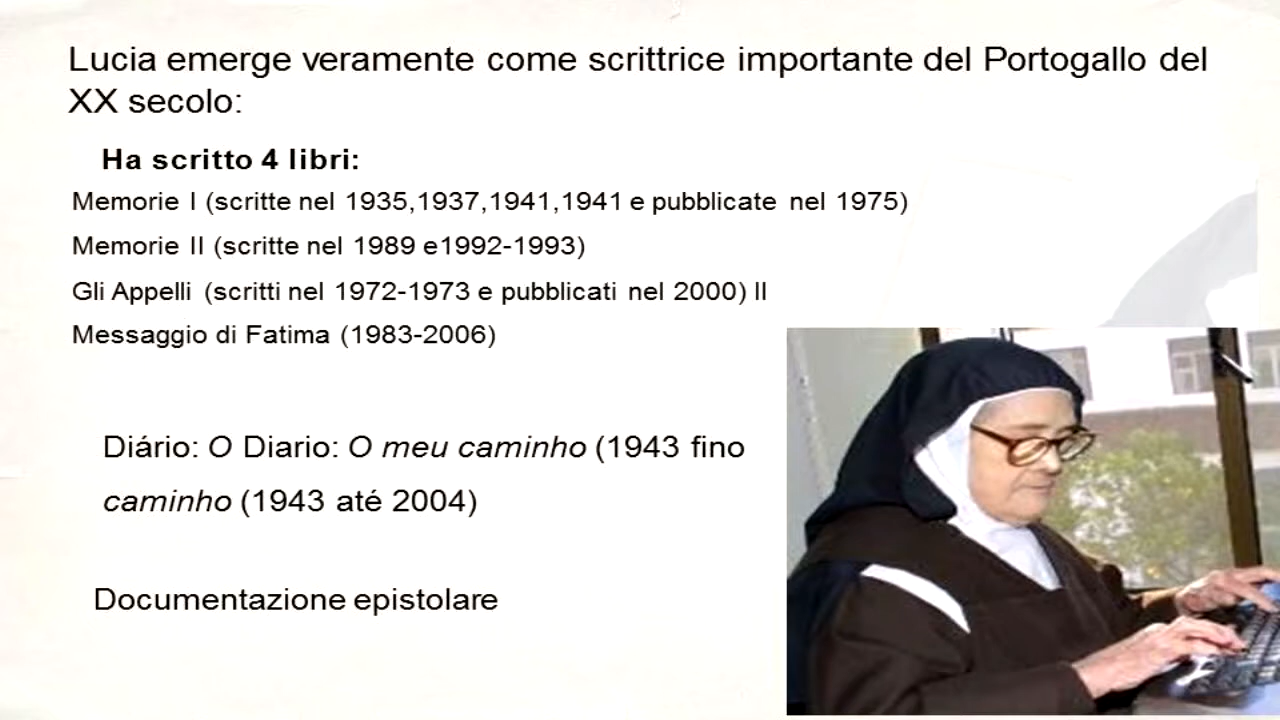 Lucia emerge veramente come scrittrice importante del Portogallo del
XX secolo:
Ha scritto 4 libri:
Memorie I (scritte nel 1935,1937,1941,1941 e pubblicate nel 1975)
Memorie II (scritte nel 1989 e1992-1993)
Gli Appelli (scritti nel 1972-1973 e pubblicati nel 2000) Il
Messaggio di Fatima (1983-2006)
Diário: O Diario: O meu caminho (1943 fino
caminho (1943 até 2004)
Documentazione epistolare